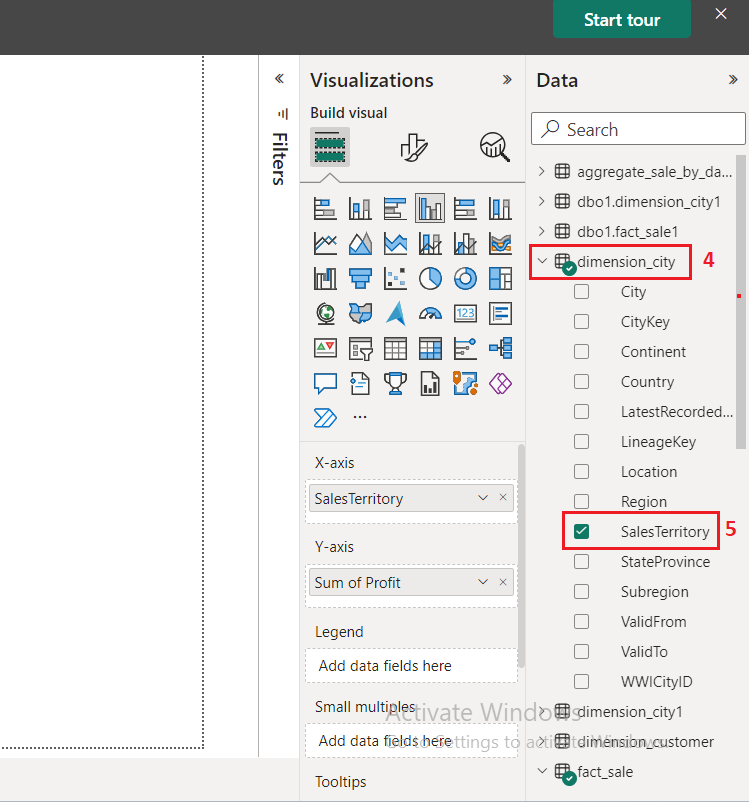 Start tour
Visualizations
Data
Build visual
Filters
Search
aggregate_sale_by_da...
dbo1.dimension_city1
dbo1.fact_sale1
dimension_city
4
City
CityKey
Continent
Country
LatestRecorded...
LineageKey
Location
Region
SalesTerritory
5
StateProvince
Subregion
ValidFrom
ValidTo
WWICityID
dimension_city1
dimension_customer
fact_sale
123
X-axis
SalesTerritory
Y-axis
Sum of Profit
Legend
Add data fields here
Small multiples
Add data fields here
Tooltips
Activate Windows
Go to Settings to activate Windows.